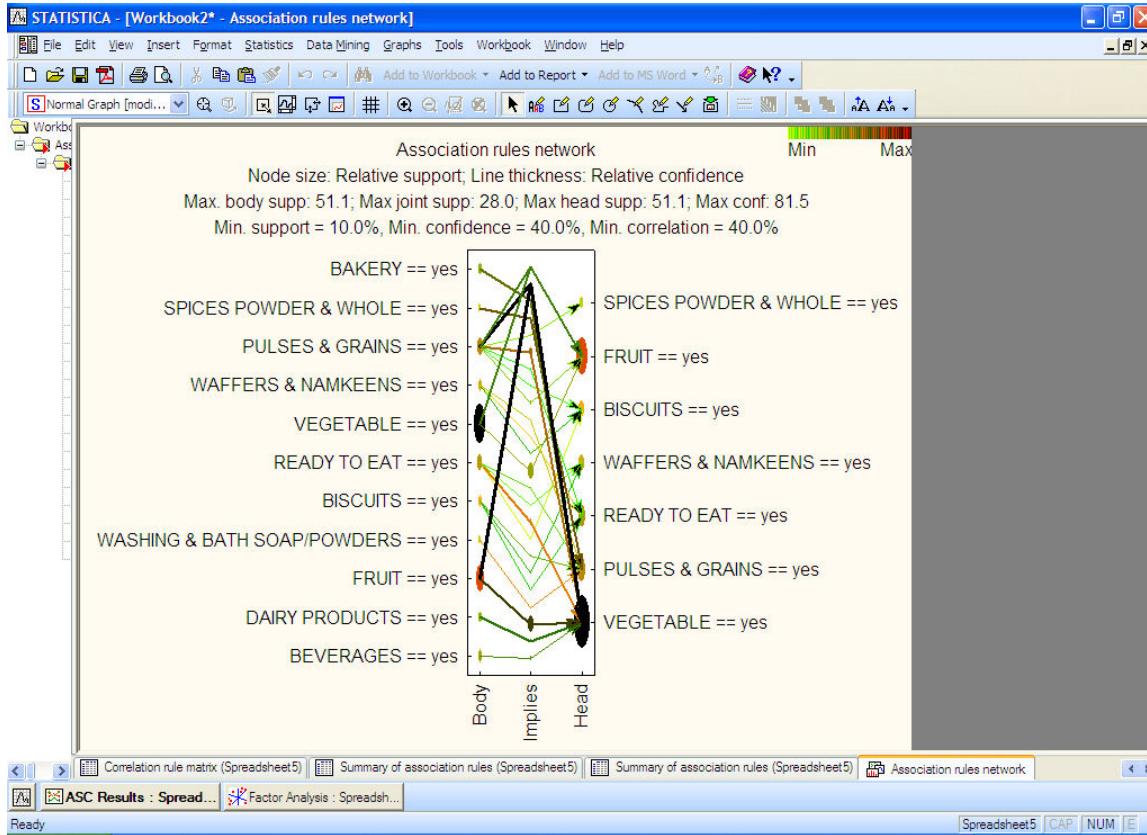 STATISTICA - [Workbook2* - Association rules network]
File Edit View Insert Format Statistics Data Mining Graphs Tools Workbook Window Help
Add to Workbook Add to Report Add to MS Word
Normal Graph [modi...
Workbo
Ass
Min Max
Association rules network
Node size: Relative support; Line thickness: Relative confidence
Max. body supp: 51.1; Max joint supp: 28.0; Max head supp: 51.1; Max conf: 81.5
Min. support = 10.0%, Min. confidence = 40.0%, Min. correlation = 40.0%
BAKERY == yes
SPICES POWDER & WHOLE == yes
PULSES & GRAINS == yes
WAFFERS & NAMKEENS == yes
VEGETABLE == yes
READY TO EAT == yes
BISCUITS == yes
WASHING & BATH SOAP/POWDERS == yes
FRUIT == yes
DAIRY PRODUCTS == yes
BEVERAGES == yes
SPICES POWDER & WHOLE == yes
FRUIT == yes
BISCUITS == yes
WAFFERS & NAMKEENS == yes
READY TO EAT == yes
PULSES & GRAINS == yes
VEGETABLE == yes
Body
Implies
Head
Correlation rule matrix (Spreadsheet5) Summary of association rules (Spreadsheet5) Summary of association rules (Spreadsheet5) Association rules network
ASC Results : Spread... Factor Analysis : Spreadsh...
Ready Spreadsheet5 CAP NUM